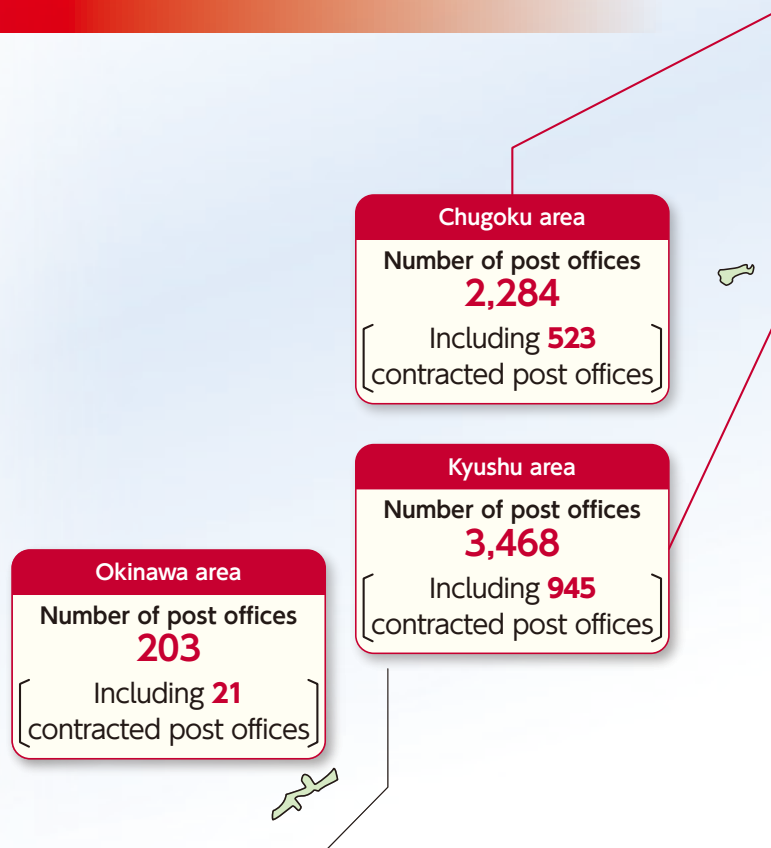 Chugoku area
Number of post offices
2,284
Including 523
contracted post offices
Kyushu area
Number of post offices
3,468
Including 945
contracted post offices
Okinawa area
Number of post offices
203
Including 21
contracted post offices